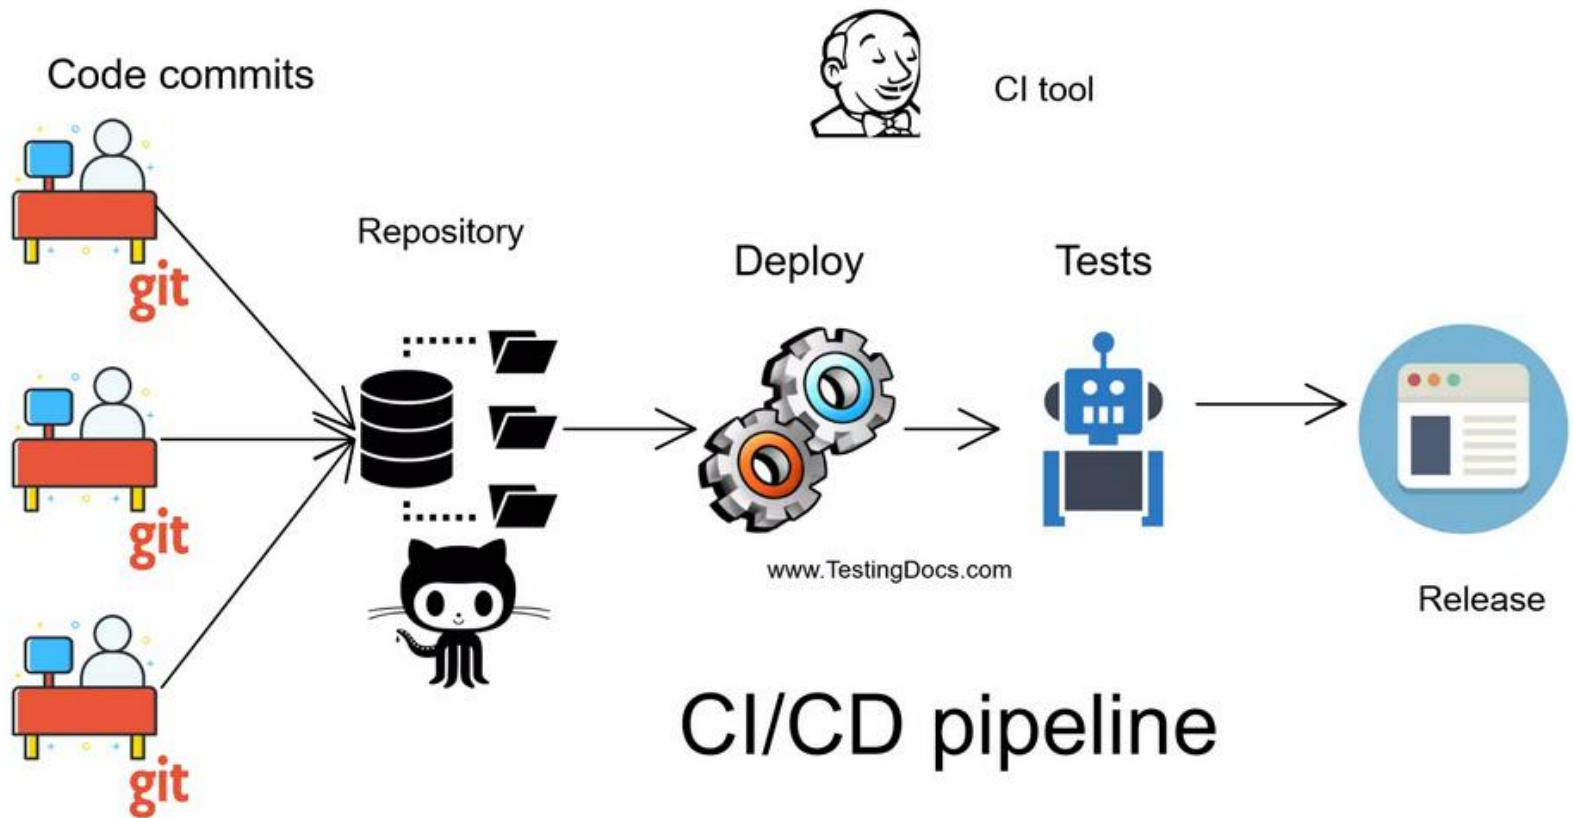 Code commits
CI tool
Repository
Deploy
Tests
git
git
git
www.TestingDocs.com
Release
CI/CD pipeline